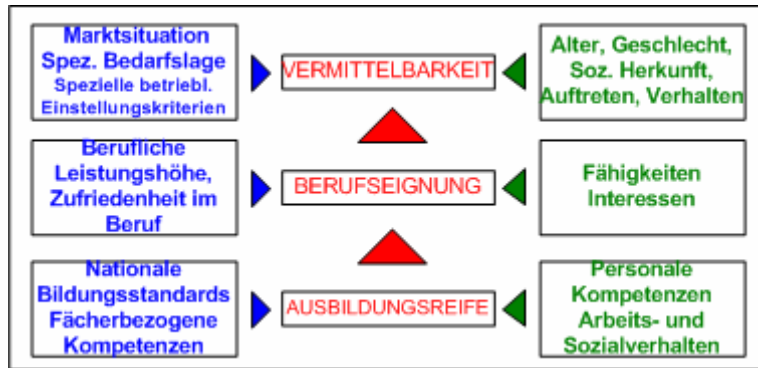 Marktsituation
Spez. Bedarfslage
Spezielle betriebl.
Einstellungskriterien
VERMITTELBARKEIT
Alter, Geschlecht,
Soz. Herkunft,
Auftreten, Verhalten
Berufliche
Leistungshöhe,
Zufriedenheit im
Beruf
BERUFSEIGNUNG
Fähigkeiten
Interessen
Nationale
Bildungsstandards
Fächerbezogene
Kompetenzen
AUSBILDUNGSREIFE
Personale
Kompetenzen
Arbeits- und
Sozialverhalten